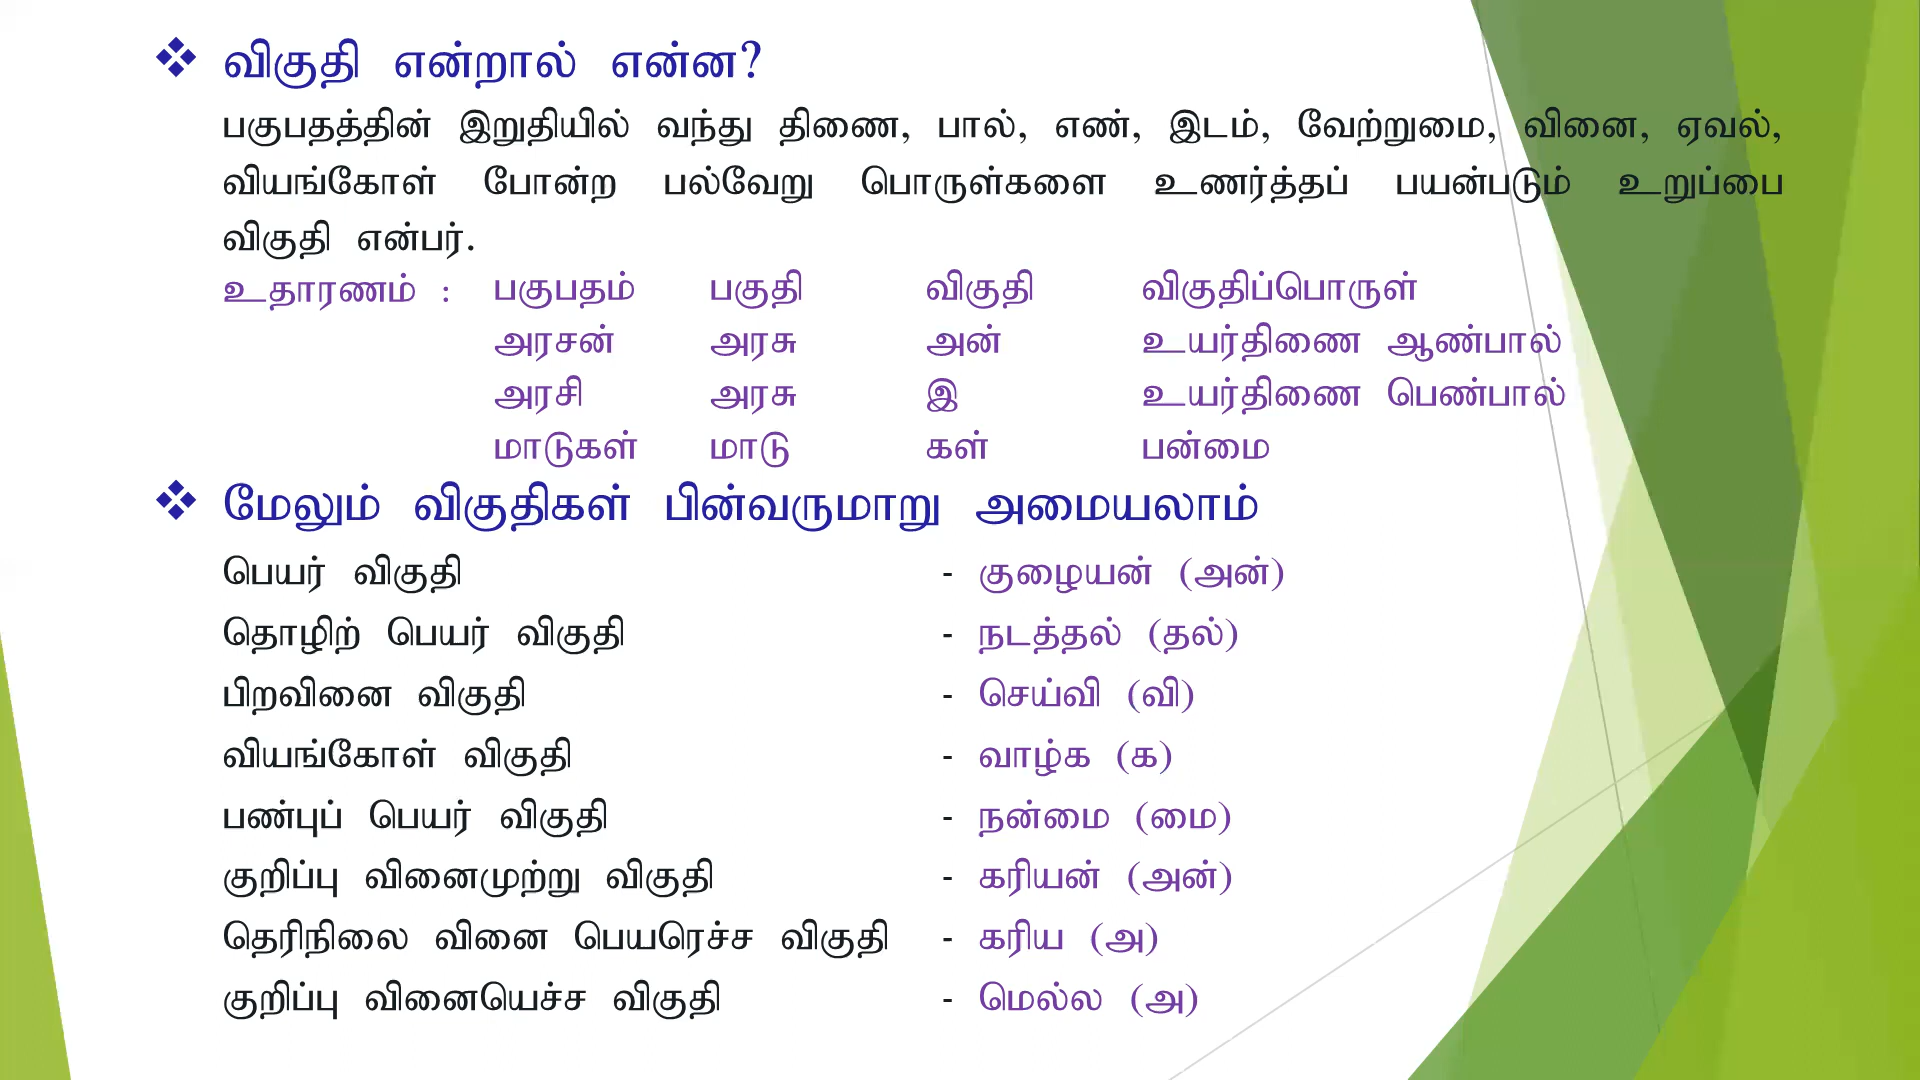 ❖ விகுதி என்றால் என்ன?
பகுபதத்தின் இறுதியில் வந்து திணை, பால், எண், இடம், வேற்றுமை, வினை, ஏவல்,
வியங்கோள் போன்ற பல்வேறு பொருள்களை உணர்த்தப் பயன்படும் உறுப்பை
விகுதி என்பர்.
உதாரணம் : பகுபதம் பகுதி விகுதி விகுதிப்பொருள்
அரசன் அரசு அன் உயர்திணை ஆண்பால்
அரசி அரசு இ உயர்திணை பெண்பால்
மாடுகள் மாடு கள் பன்மை
❖ மேலும் விகுதிகள் பின்வருமாறு அமையலாம்
பெயர் விகுதி - குழையன் (அன்)
தொழிற் பெயர் விகுதி - நடத்தல் (தல்)
பிறவினை விகுதி - செய்வி (வி)
வியங்கோள் விகுதி - வாழ்க (க)
பண்புப் பெயர் விகுதி - நன்மை (மை)
குறிப்பு வினைமுற்று விகுதி - கரியன் (அன்)
தெரிநிலை வினை பெயரெச்ச விகுதி - கரிய (அ)
குறிப்பு வினையெச்ச விகுதி - மெல்ல (அ)